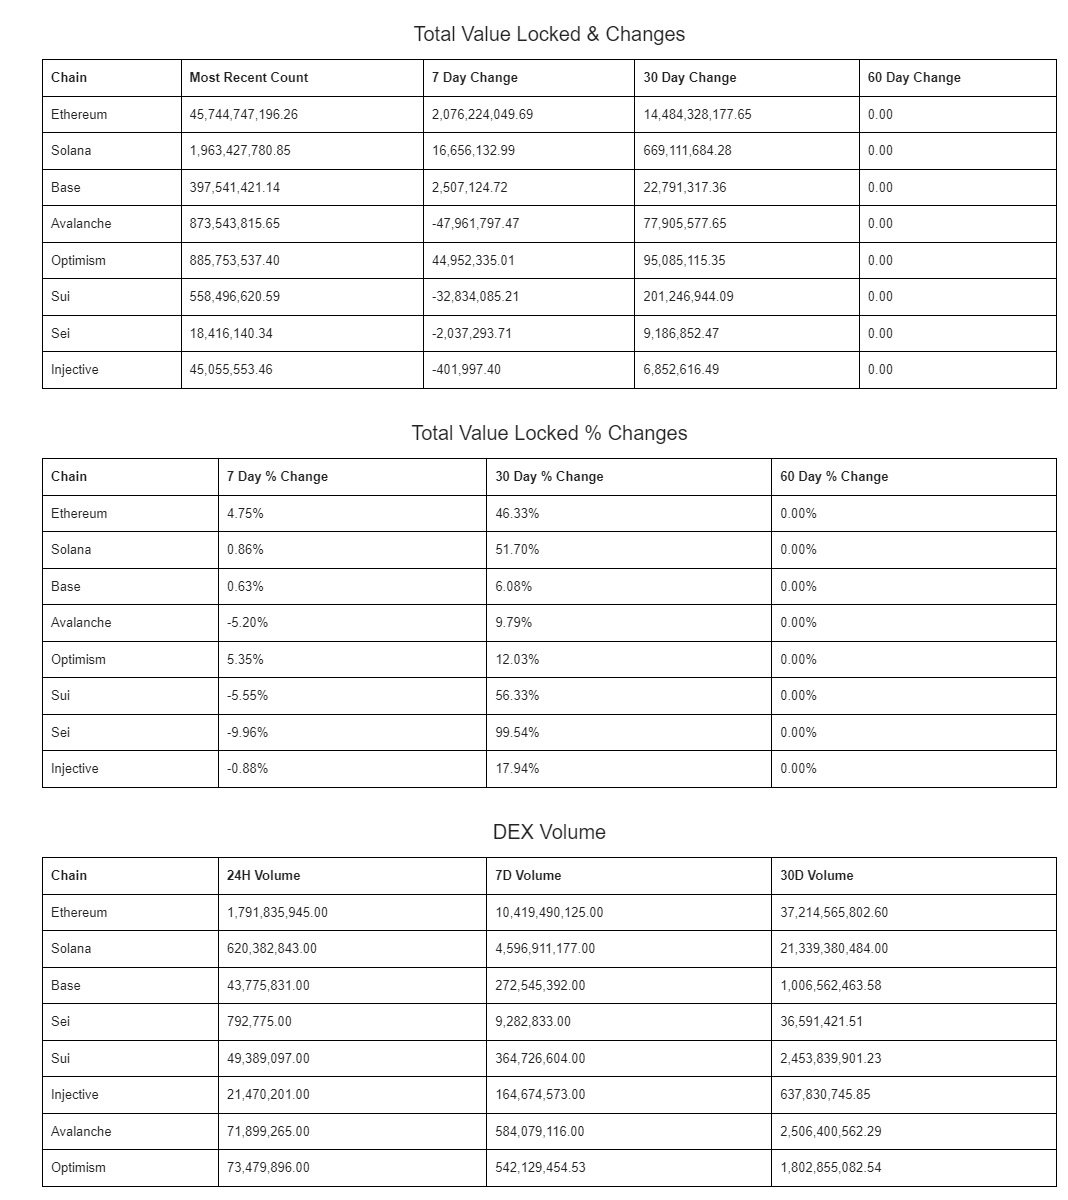 Total Value Locked & Changes
Chain Most Recent Count 7 Day Change 30 Day Change 60 Day Change
Ethereum 45,744,747,196.26 2,076,224,049.69 14,484,328,177.65 0.00
Solana 1,963,427,780.85 16,656,132.99 669,111,684.28 0.00
Base 397,541,421.14 2,507,124.72 22,791,317.36 0.00
Avalanche 873,543,815.65 -47,961,797.47 77,905,577.65 0.00
Optimism 885,753,537.40 44,952,335.01 95,085,115.35 0.00
Sui 558,496,620.59 -32,834,085.21 201,246,944.09 0.00
Sei 18,416,140.34 -2,037,293.71 9,186,852.47 0.00
Injective 45,055,553.46 -401,997.40 6,852,616.49 0.00
Total Value Locked % Changes
Chain 7 Day % Change 30 Day % Change 60 Day % Change
Ethereum 4.75% 46.33% 0.00%
Solana 0.86% 51.70% 0.00%
Base 0.63% 6.08% 0.00%
Avalanche -5.20% 9.79% 0.00%
Optimism 5.35% 12.03% 0.00%
Sui -5.55% 56.33% 0.00%
Sei -9.96% 99.54% 0.00%
Injective -0.88% 17.94% 0.00%
DEX Volume
Chain 24H Volume 7D Volume 30D Volume
Ethereum 1,791,835,945.00 10,419,490,125.00 37,214,565,802.60
Solana 620,382,843.00 4,596,911,177.00 21,339,380,484.00
Base 43,775,831.00 272,545,392.00 1,006,562,463.58
Sei 792,775.00 9,282,833.00 36,591,421.51
Sui 49,389,097.00 364,726,604.00 2,453,839,901.23
Injective 21,470,201.00 164,674,573.00 637,830,745.85
Avalanche 71,899,265.00 584,079,116.00 2,506,400,562.29
Optimism 73,479,896.00 542,129,454.53 1,802,855,082.54